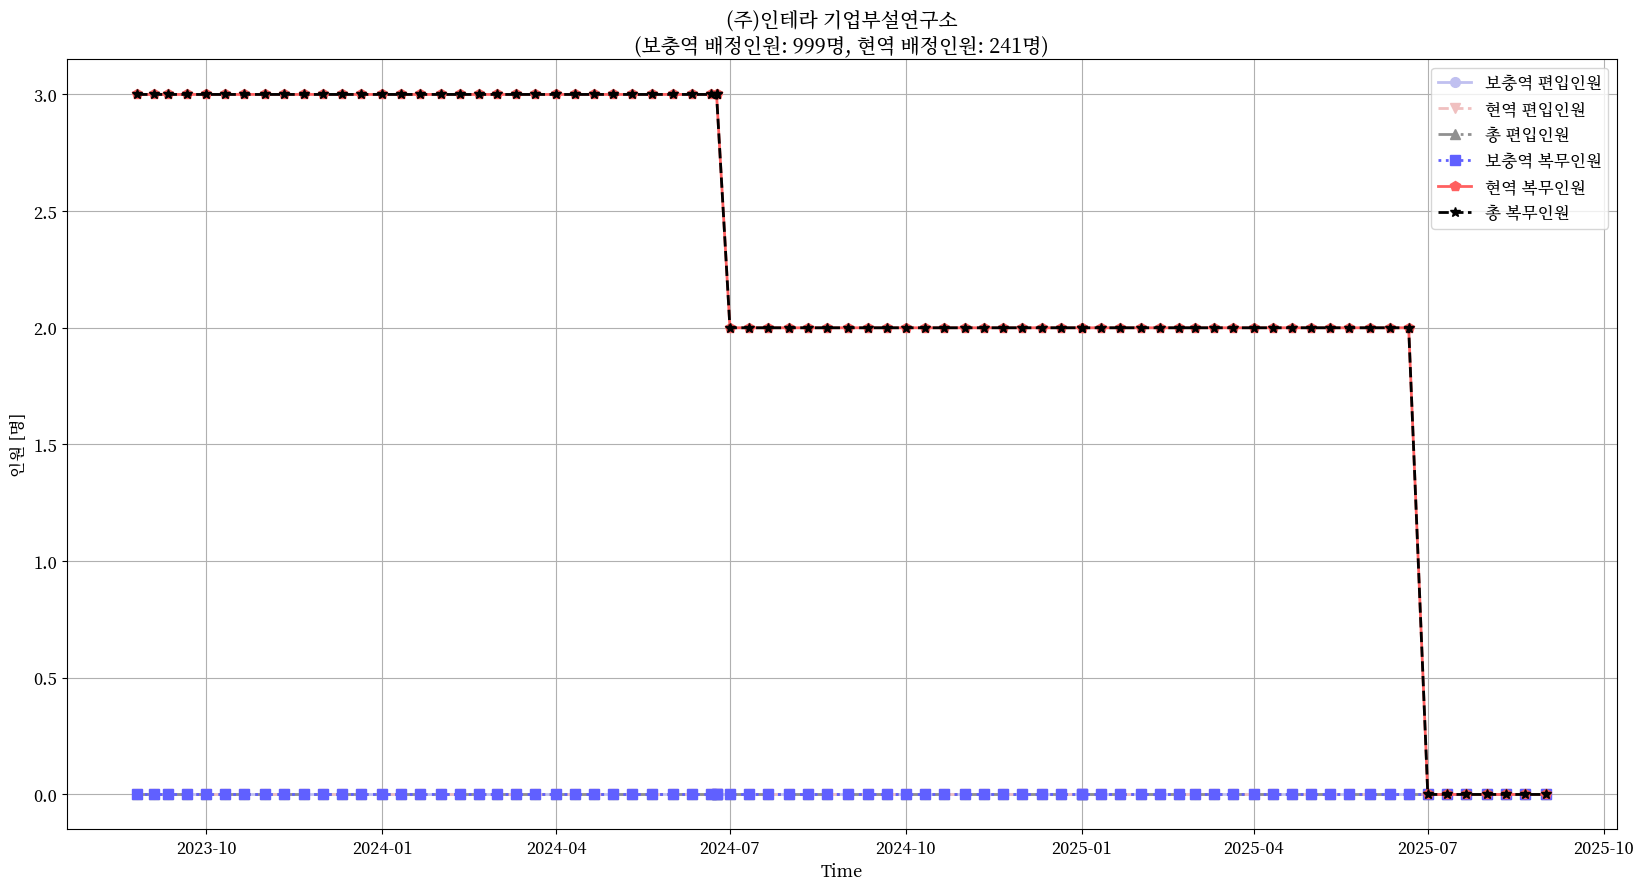 (주)인테라 기업부설연구소
(보충역 배정인원: 999명, 현역 배정인원: 241명)
보충역 편입인원
현역 편입인원
총 편입인원
보충역 복무인원
현역 복무인원
총 복무인원
인원 [명]
3.0
2.5
2.0
1.5
1.0
0.5
0.0
2023-10
2024-01
2024-04
2024-07
2024-10
2025-01
2025-04
2025-07
2025-10
Time